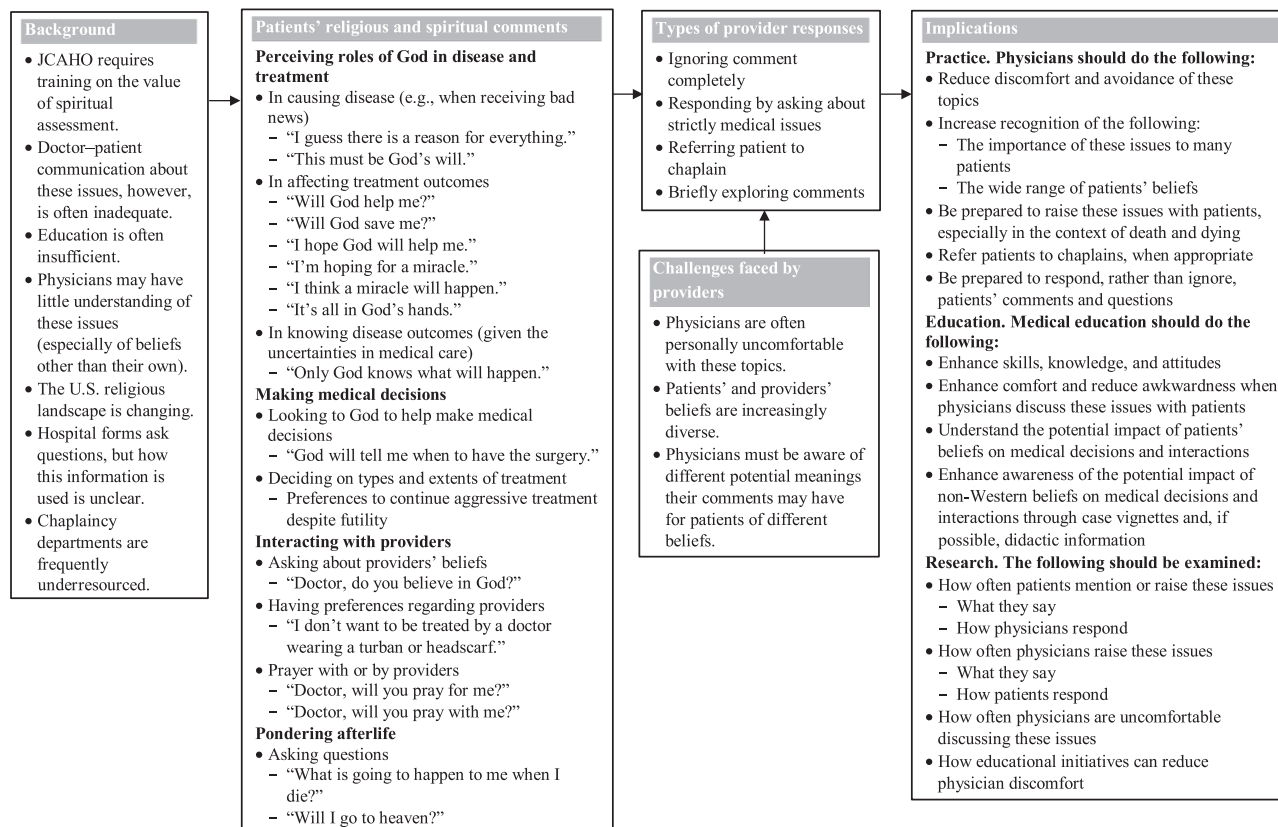 Background
• JCAHO requires
training on the value
of spiritual
assessment.
• Doctor–patient
communication about
these issues, however,
is often inadequate.
• Education is often
insufficient.
• Physicians may have
little understanding of
these issues
(especially of beliefs
other than their own).
• The U.S. religious
landscape is changing.
• Hospital forms ask
questions, but how
this information is
used is unclear.
• Chaplaincy
departments are
frequently
underresourced.
Patients’ religious and spiritual comments
Perceiving roles of God in disease and
treatment
• In causing disease (e.g., when receiving bad
news)
– “I guess there is a reason for everything.”
– “This must be God’s will.”
• In affecting treatment outcomes
– “Will God help me?”
– “Will God save me?”
– “I hope God will help me.”
– “I’m hoping for a miracle.”
– “I think a miracle will happen.”
– “It’s all in God’s hands.”
• In knowing disease outcomes (given the
uncertainties in medical care)
– “Only God knows what will happen.”
Making medical decisions
• Looking to God to help make medical
decisions
– “God will tell me when to have the surgery.”
• Deciding on types and extents of treatment
– Preferences to continue aggressive treatment
despite futility
Interacting with providers
• Asking about providers’ beliefs
– “Doctor, do you believe in God?”
• Having preferences regarding providers
– “I don’t want to be treated by a doctor
wearing a turban or headscarf.”
• Prayer with or by providers
– “Doctor, will you pray for me?”
– “Doctor, will you pray with me?”
Pondering afterlife
• Asking questions
– “What is going to happen to me when I
die?”
– “Will I go to heaven?”
Types of provider responses
• Ignoring comment
completely
• Responding by asking about
strictly medical issues
• Referring patient to
chaplain
• Briefly exploring comments
Challenges faced by
providers
• Physicians are often
personally uncomfortable
with these topics.
• Patients’ and providers’
beliefs are increasingly
diverse.
• Physicians must be aware of
different potential meanings
their comments may have
for patients of different
beliefs.
Implications
Practice. Physicians should do the following:
• Reduce discomfort and avoidance of these
topics
• Increase recognition of the following:
– The importance of these issues to many
patients
– The wide range of patients’ beliefs
• Be prepared to raise these issues with patients,
especially in the context of death and dying
• Refer patients to chaplains, when appropriate
• Be prepared to respond, rather than ignore,
patients’ comments and questions
Education. Medical education should do the
following:
• Enhance skills, knowledge, and attitudes
• Enhance comfort and reduce awkwardness when
physicians discuss these issues with patients
• Understand the potential impact of patients’
beliefs on medical decisions and interactions
• Enhance awareness of the potential impact of
non-Western beliefs on medical decisions and
interactions through case vignettes and, if
possible, didactic information
Research. The following should be examined:
• How often patients mention or raise these issues
– What they say
– How physicians respond
• How often physicians raise these issues
– What they say
– How patients respond
• How often physicians are uncomfortable
discussing these issues
• How educational initiatives can reduce
physician discomfort